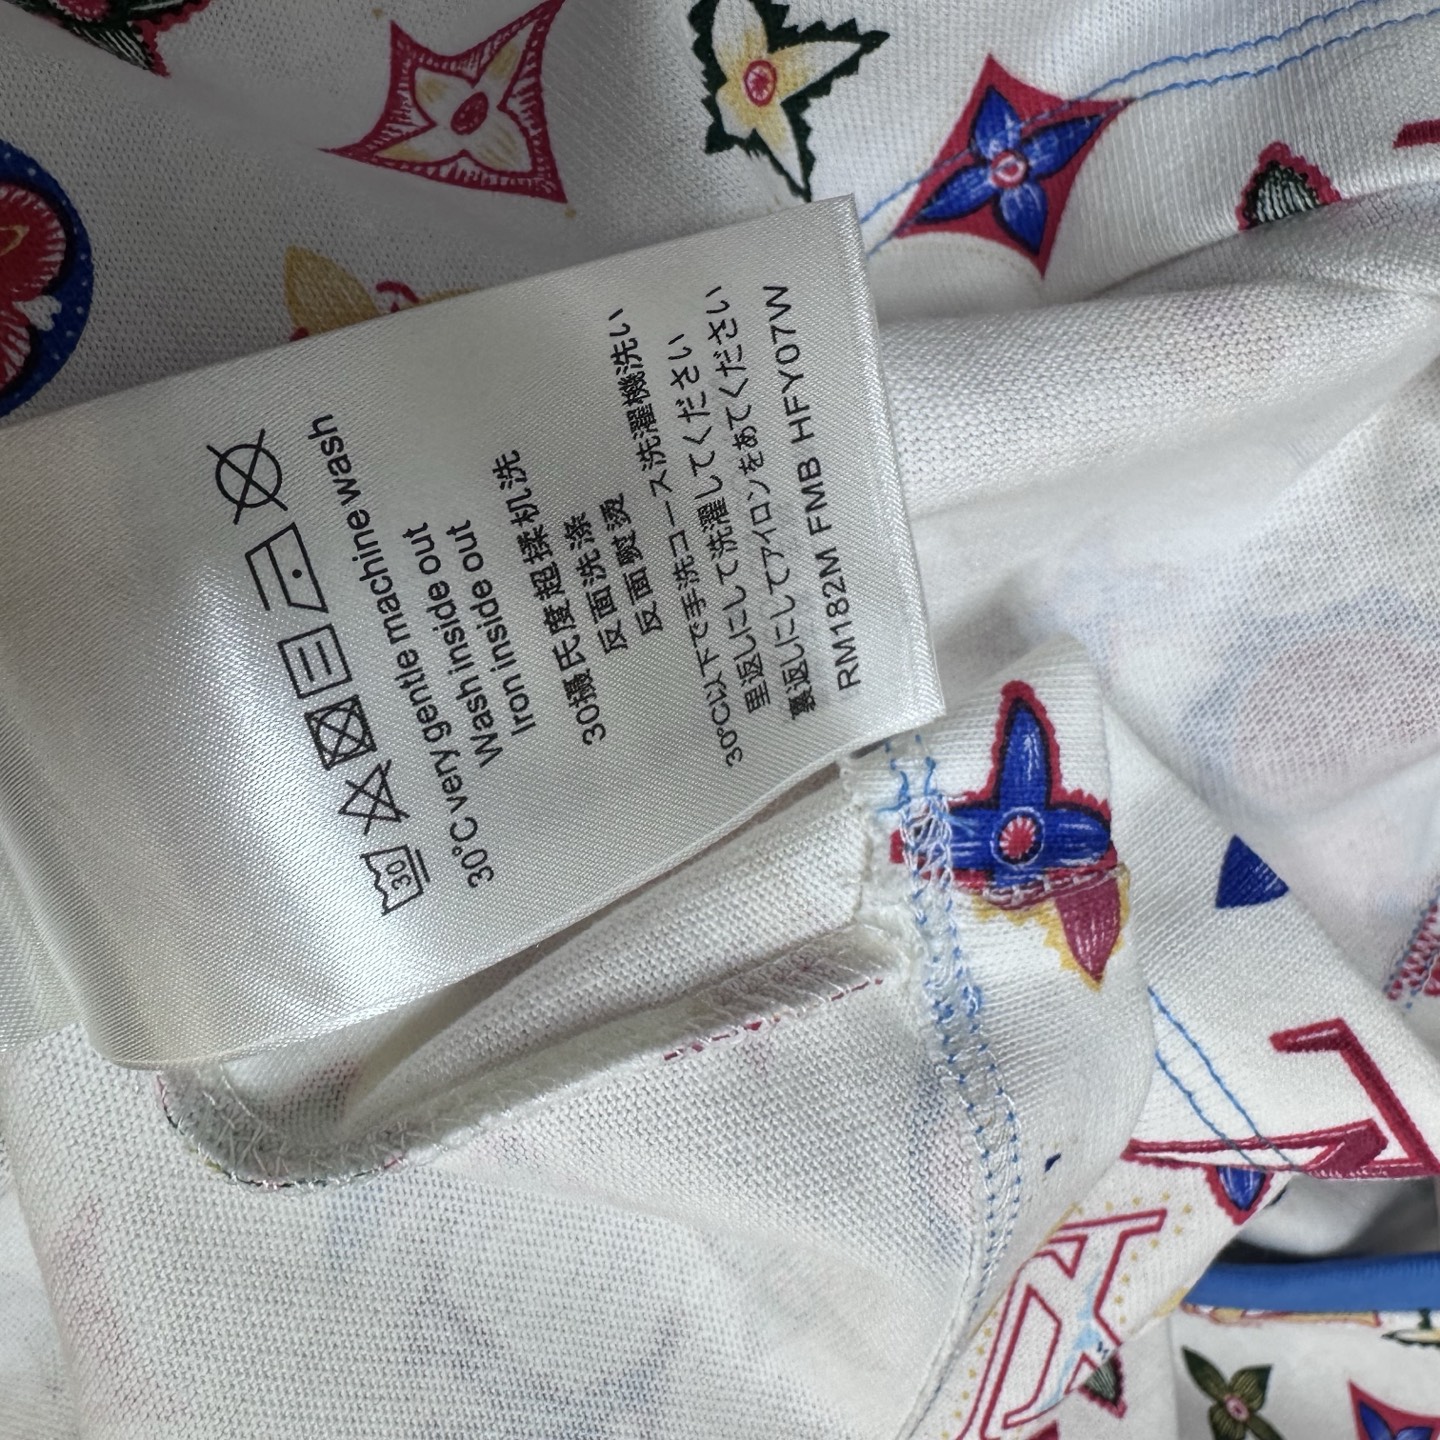 30
30°C very gentle machine wash
Wash inside out
Iron inside out
30摄氏度超揉机洗
反面洗涤
反面熨烫
30℃以下で手洗コース洗濯機洗い
里返しにして洗濯してください
裏返しにしてアイロンをあてください
RM182M FMB HFY07W